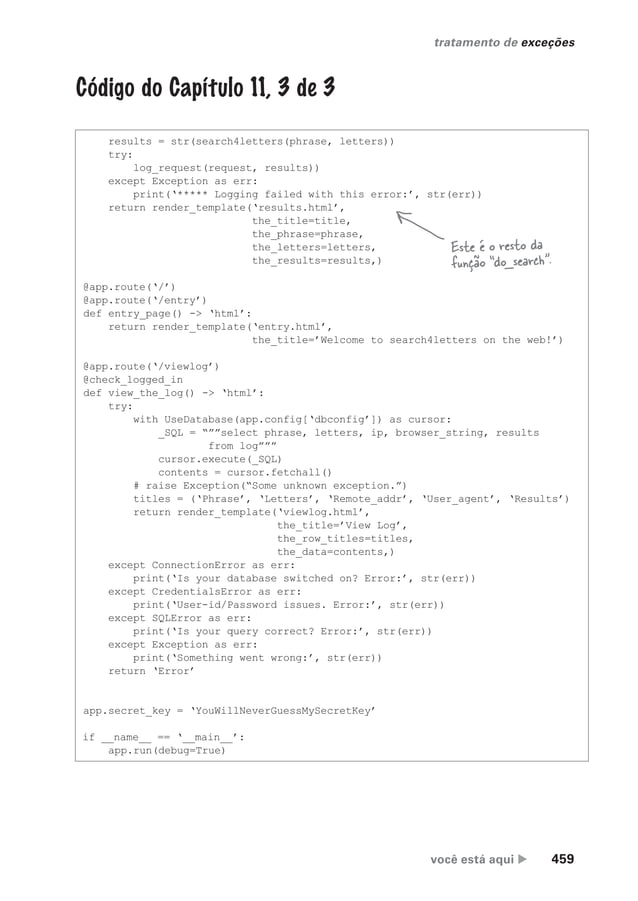 tratamento de exceções
Código do Capítulo 11, 3 de 3
    results = str(search4letters(phrase, letters))
    try:
        log_request(request, results))
    except Exception as err:
        print(‘***** Logging failed with this error:’, str(err))
    return render_template(‘results.html’,
                           the_title=title,
                           the_phrase=phrase,
                           the_letters=letters,
                           the_results=results,)
Este é o resto da
função “do_search”.
@app.route(‘/’)
@app.route(‘/entry’)
def entry_page() -> ‘html’:
    return render_template(‘entry.html’,
                           the_title=’Welcome to search4letters on the web!’)
@app.route(‘/viewlog’)
@check_logged_in
def view_the_log() -> ‘html’:
    try:
        with UseDatabase(app.config[‘dbconfig’]) as cursor:
            _SQL = “””select phrase, letters, ip, browser_string, results
                    from log”””
            cursor.execute(_SQL)
            contents = cursor.fetchall()
        # raise Exception(“Some unknown exception.”)
        titles = (‘Phrase’, ‘Letters’, ‘Remote_addr’, ‘User_agent’, ‘Results’)
        return render_template(‘viewlog.html’,
                               the_title=’View Log’,
                               the_row_titles=titles,
                               the_data=contents,)
    except ConnectionError as err:
        print(‘Is your database switched on? Error:’, str(err))
    except CredentialsError as err:
        print(‘User-id/Password issues. Error:’, str(err))
    except SQLError as err:
        print(‘Is your query correct? Error:’, str(err))
    except Exception as err:
        print(‘Something went wrong:’, str(err))
    return ‘Error’
app.secret_key = ‘YouWillNeverGuessMySecretKey’
if __name__ == ‘__main__’:
    app.run(debug=True)
você está aqui ▶ 459